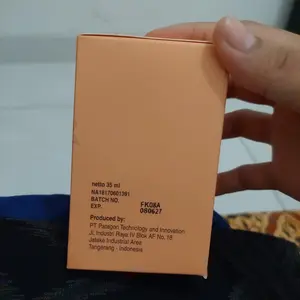 netto 35 ml
NA18170601381
BATCH NO. FK08A
EXP. 080627
Produced by:
PT Paragon Technology and Innovation
JL. Industri Raya IV Blok AF No. 18
Jatake Industrial Area
Tangerang - Indonesia